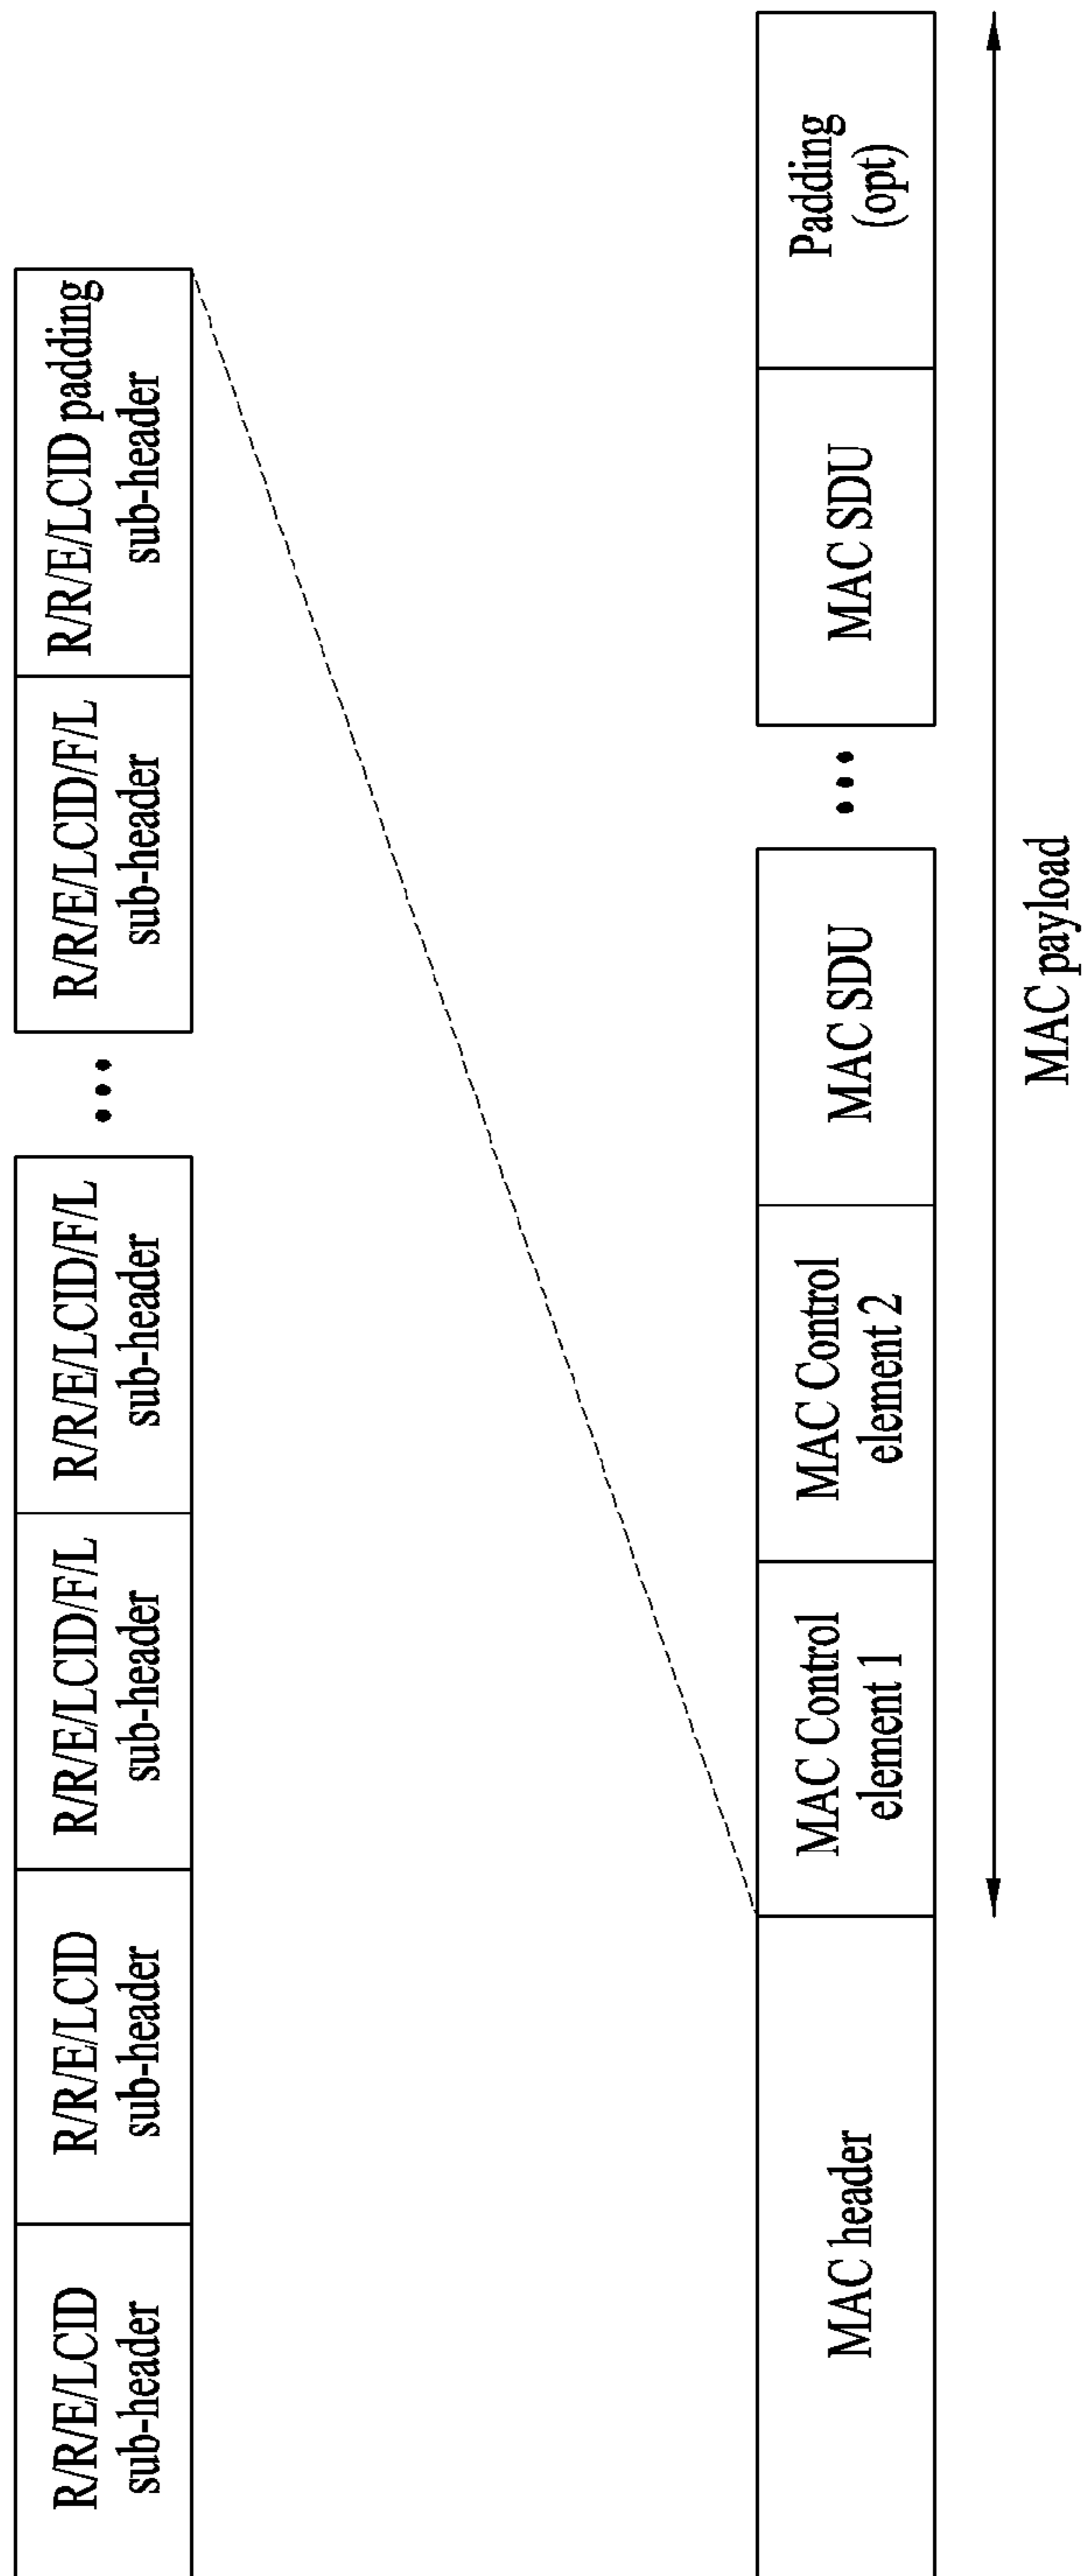 R/R/E/LCID
sub-header
R/R/E/LCID
sub-header
R/R/E/LCID/F/L
sub-header
R/R/E/LCID/F/L
sub-header
...
R/R/E/LCID/F/L
sub-header
R/R/E/LCID padding
sub-header
MAC header
MAC Control
element 1
MAC Control
element 2
MAC SDU
...
MAC SDU
Padding
(opt)
MAC payload